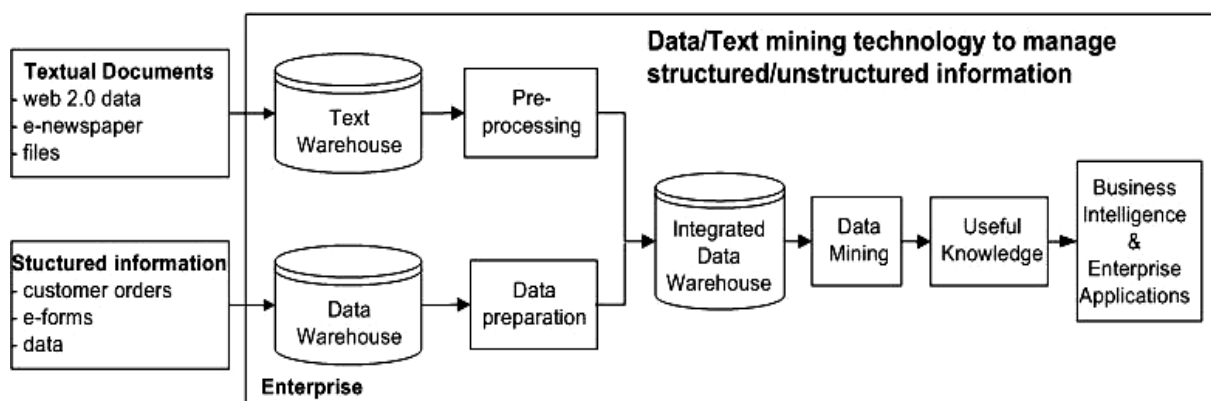 Data/Text mining technology to manage
structured/unstructured information
Textual Documents
- web 2.0 data
- e-newspaper
- files
Text
Warehouse
Pre-
processing
Stuctured information
- customer orders
- e-forms
- data
Data
Warehouse
Data
preparation
Integrated
Data
Warehouse
Data
Mining
Useful
Knowledge
Business
Intelligence
&
Enterprise
Applications
Enterprise